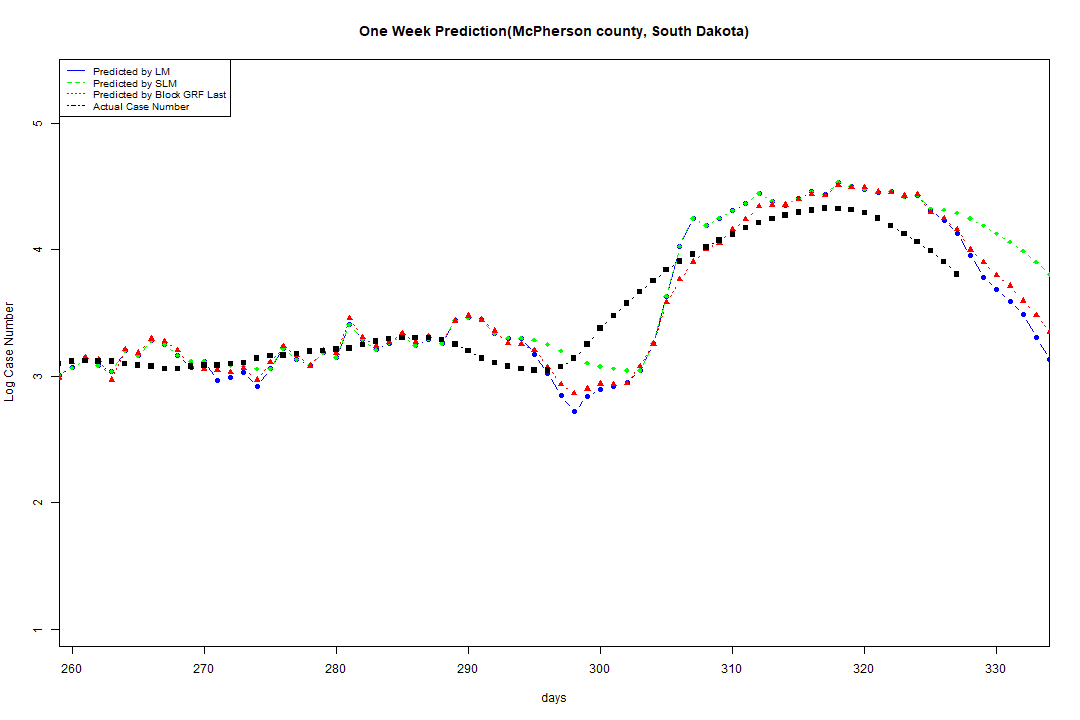 One Week Prediction(McPherson county, South Dakota)
Predicted by LM
Predicted by SLM
Predicted by Block GRF Last
Actual Case Number
5
4
3
2
1
Log Case Number
260 270 280 290 300 310 320 330
days